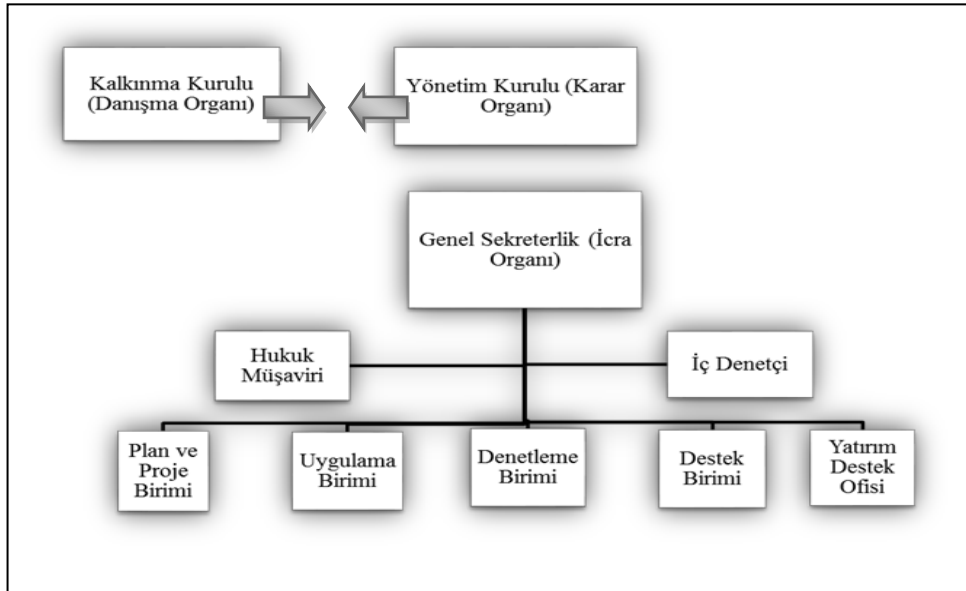 Kalkınma Kurulu
(Danışma Organı)
Yönetim Kurulu (Karar
Organı)
Genel Sekreterlik (İcra
Organı)
Hukuk
Müşaviri
İç Denetçi
Plan ve
Proje
Birimi
Uygulama
Birimi
Denetleme
Birimi
Destek
Birimi
Yatırım
Destek
Ofisi